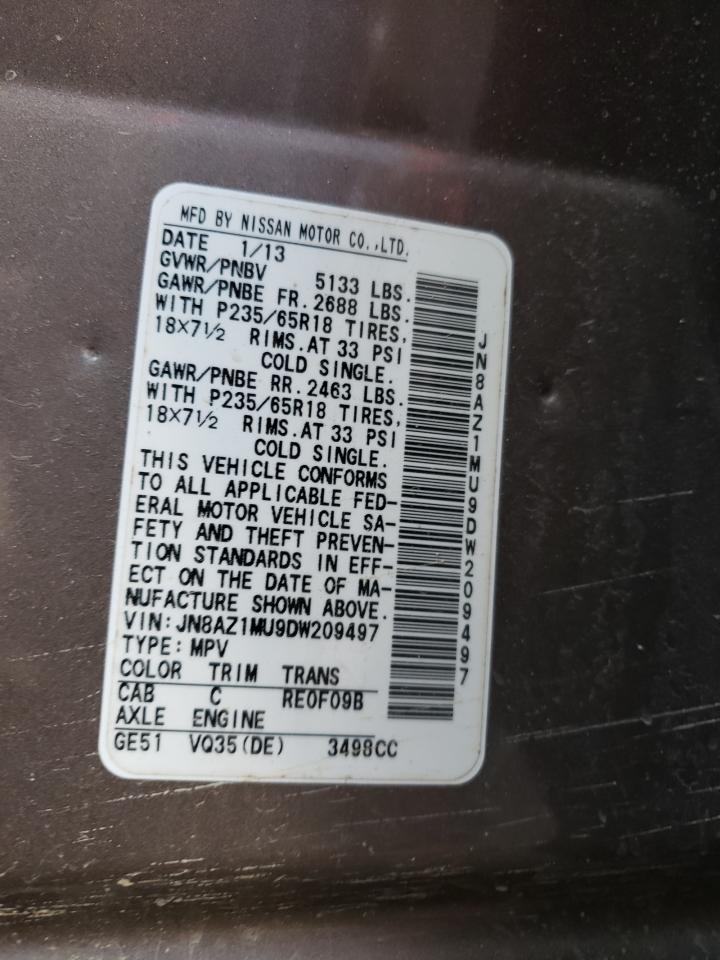 MFD BY NISSAN MOTOR CO.,LTD.
DATE 1/13
GVWR/PNBV 5133 LBS.
GAWR/PNBE FR. 2688 LBS.
WITH P235/65R18 TIRES,
18×7½ RIMS. AT 33 PSI
COLD SINGLE.
GAWR/PNBE RR. 2463 LBS.
WITH P235/65R18 TIRES,
18×7½ RIMS. AT 33 PSI
COLD SINGLE.
THIS VEHICLE CONFORMS
TO ALL APPLICABLE FED-
ERAL MOTOR VEHICLE SA-
FETY AND THEFT PREVEN-
TION STANDARDS IN EFF-
ECT ON THE DATE OF MA-
NUFACTURE SHOWN ABOVE.
VIN: JN8AZ1MU9DW209497
TYPE: MPV
COLOR TRIM TRANS
CAB C RE0F09B
AXLE ENGINE
GE51 VQ35(DE) 3498CC
JN8AZ1MU9DW209497